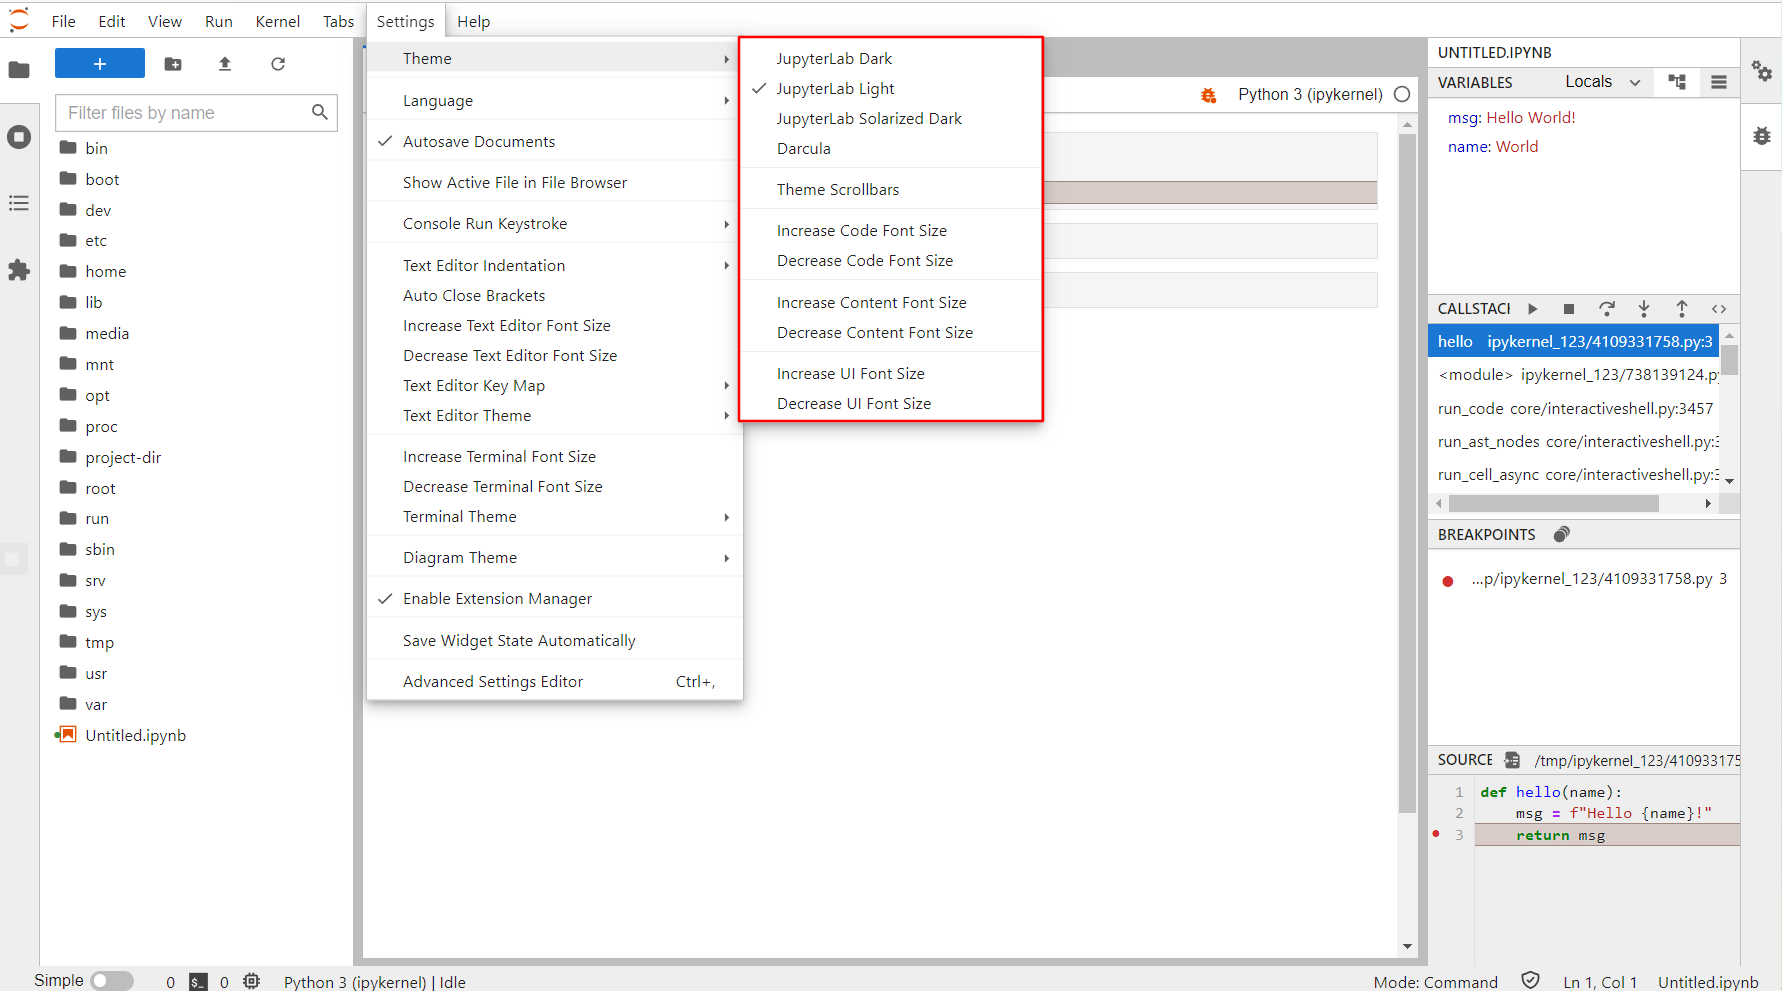 File Edit View Run Kernel Tabs Settings Help
+
Filter files by name
bin
boot
dev
etc
home
lib
media
mnt
opt
proc
project-dir
root
run
sbin
srv
sys
tmp
usr
var
Untitled.ipynb
Theme
Language
Autosave Documents
Show Active File in File Browser
Console Run Keystroke
Text Editor Indentation
Auto Close Brackets
Increase Text Editor Font Size
Decrease Text Editor Font Size
Text Editor Key Map
Text Editor Theme
Increase Terminal Font Size
Decrease Terminal Font Size
Terminal Theme
Diagram Theme
Enable Extension Manager
Save Widget State Automatically
Advanced Settings Editor Ctrl+,
JupyterLab Dark
JupyterLab Light
JupyterLab Solarized Dark
Darcula
Theme Scrollbars
Increase Code Font Size
Decrease Code Font Size
Increase Content Font Size
Decrease Content Font Size
Increase UI Font Size
Decrease UI Font Size
Python 3 (ipykernel)
UNTITLED.IPYNB
VARIABLES Locals
msg: Hello World!
name: World
CALLSTACK
hello ipykernel_123/4109331758.py:3
<module> ipykernel_123/738139124.py
run_code core/interactiveshell.py:3457
run_ast_nodes core/interactiveshell.py:3
run_cell_async core/interactiveshell.py:3
BREAKPOINTS
...p/ipykernel_123/4109331758.py 3
SOURCE /tmp/ipykernel_123/410933175
1 def hello(name):
2 msg = f"Hello {name}!"
3 return msg
Simple 0 $_ 0 Python 3 (ipykernel) | Idle Mode: Command Ln 1, Col 1 Untitled.ipynb